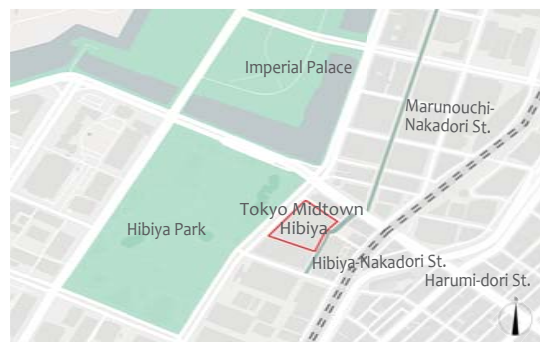 Imperial Palace
Marunouchi-
Nakadori St.
Tokyo Midtown
Hibiya
Hibiya Park
Hibiya-Nakadori St.
Harumi-dori St.